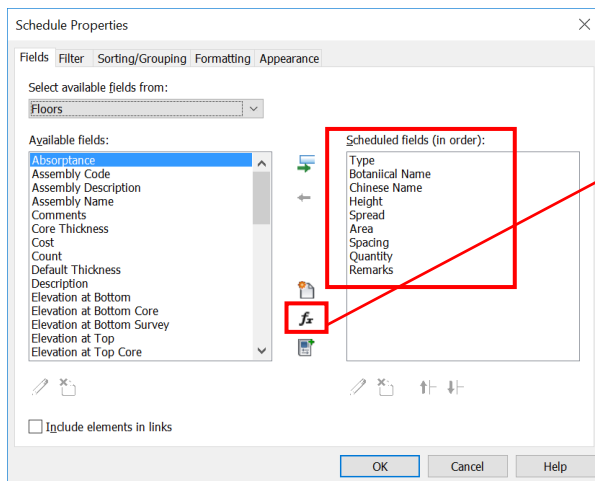 Schedule Properties
Fields Filter Sorting/Grouping Formatting Appearance
Select available fields from:
Floors
Available fields:
Absorptance
Assembly Code
Assembly Description
Assembly Name
Comments
Core Thickness
Cost
Count
Default Thickness
Description
Elevation at Bottom
Elevation at Bottom Core
Elevation at Bottom Survey
Elevation at Top
Elevation at Top Core
fx
Scheduled fields (in order):
Type
Botaniical Name
Chinese Name
Height
Spread
Area
Spacing
Quantity
Remarks
Include elements in links
OK Cancel Help